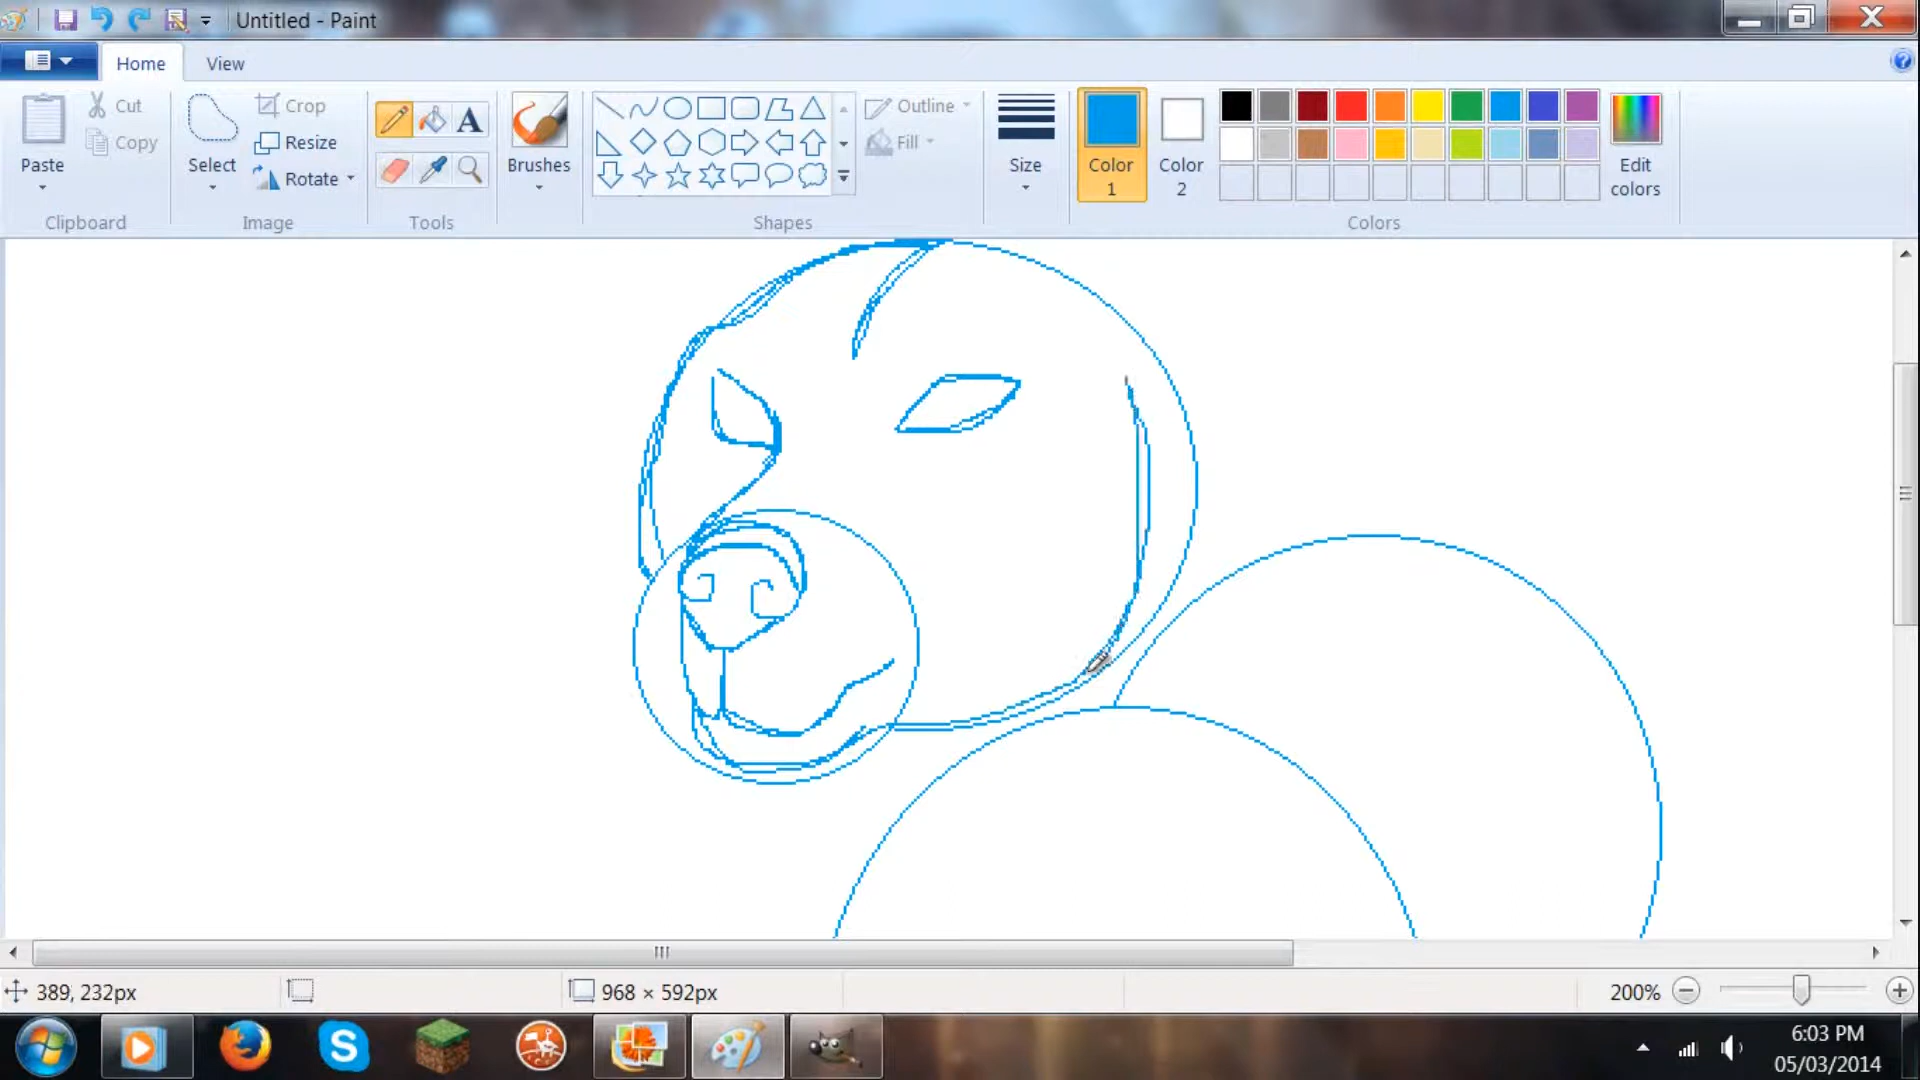 Untitled - Paint
Home View
Paste
Cut
Copy
Clipboard
Select
Crop
Resize
Rotate
Image
A
Tools
Brushes
Outline
Fill
Shapes
Size
Color 1
Color 2
Edit colors
Colors
389, 232px
968 × 592px
200%
6:03 PM
05/03/2014